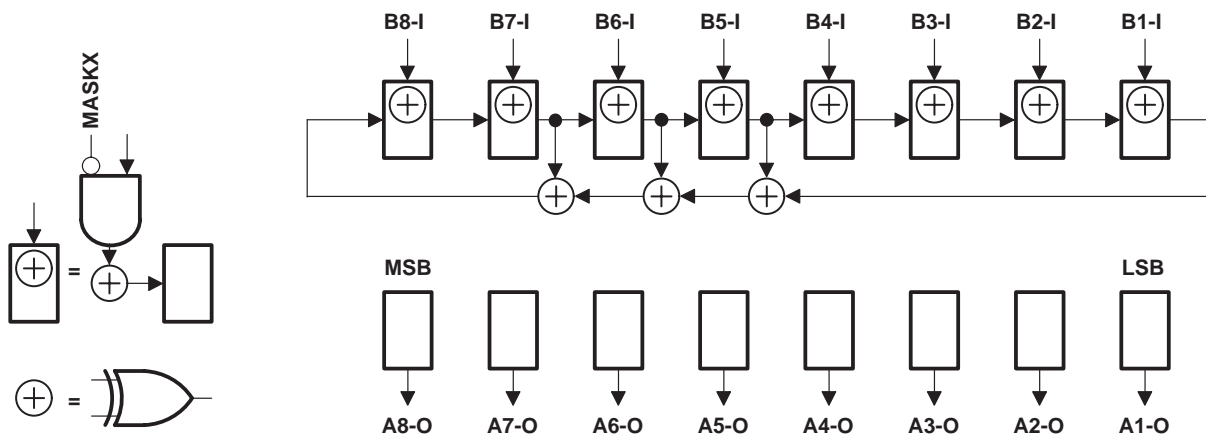 B8-I B7-I B6-I B5-I B4-I B3-I B2-I B1-I
MASKX
=
MSB LSB
=
A8-O A7-O A6-O A5-O A4-O A3-O A2-O A1-O